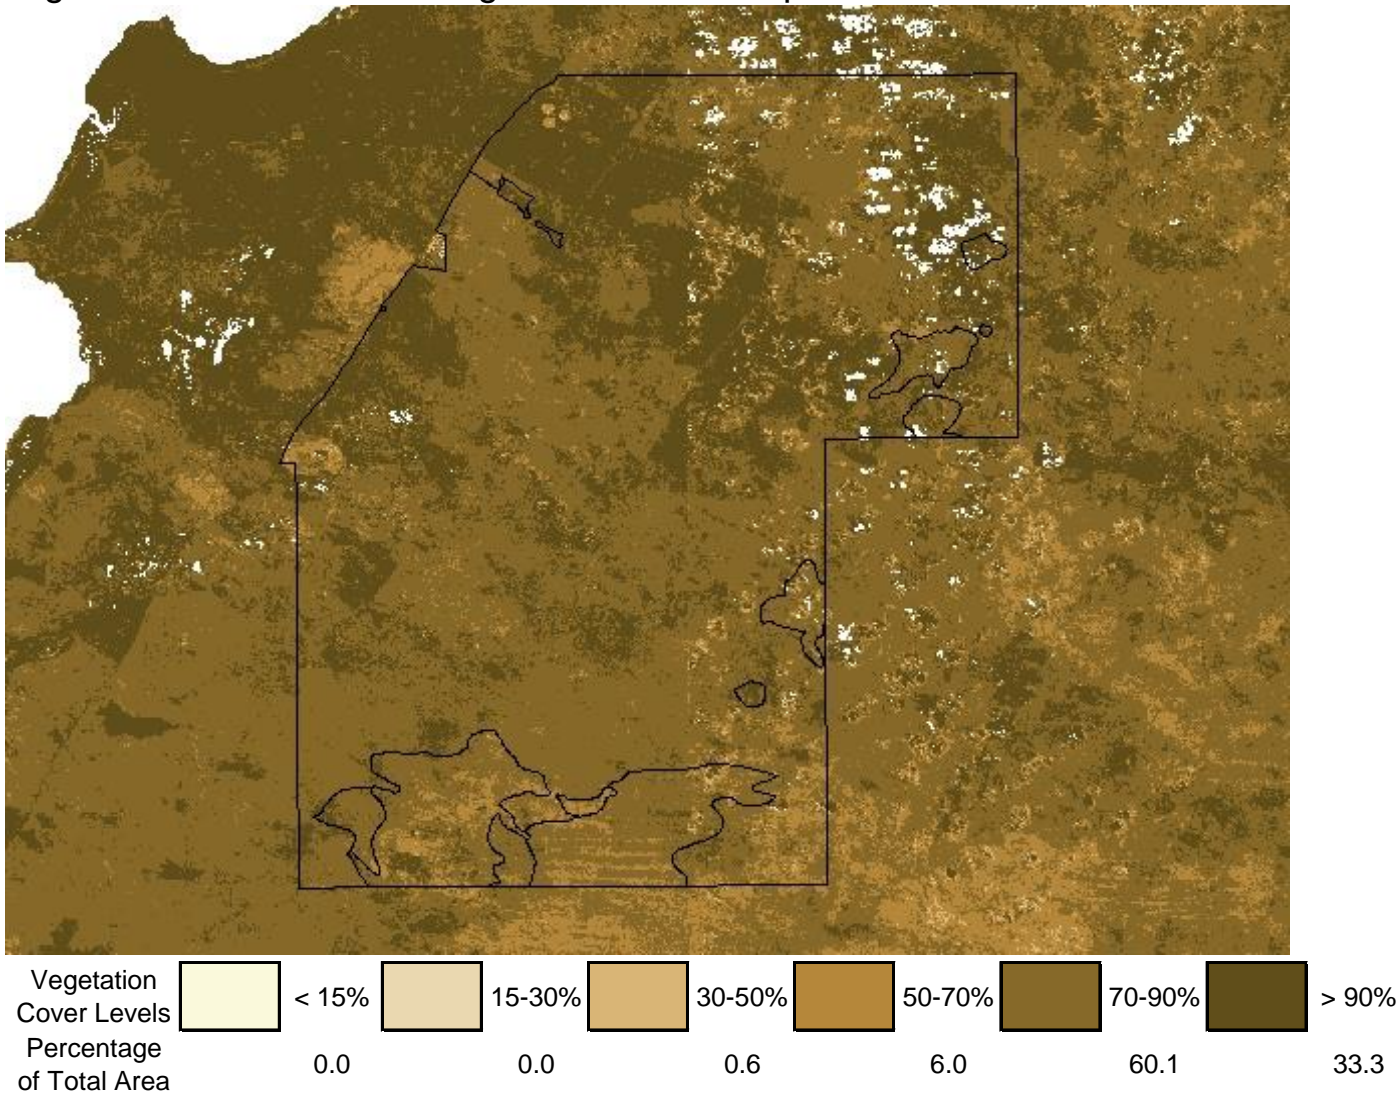 Vegetation
Cover Levels
< 15% 15-30% 30-50% 50-70% 70-90% > 90%
Percentage
of Total Area
0.0 0.0 0.6 6.0 60.1 33.3